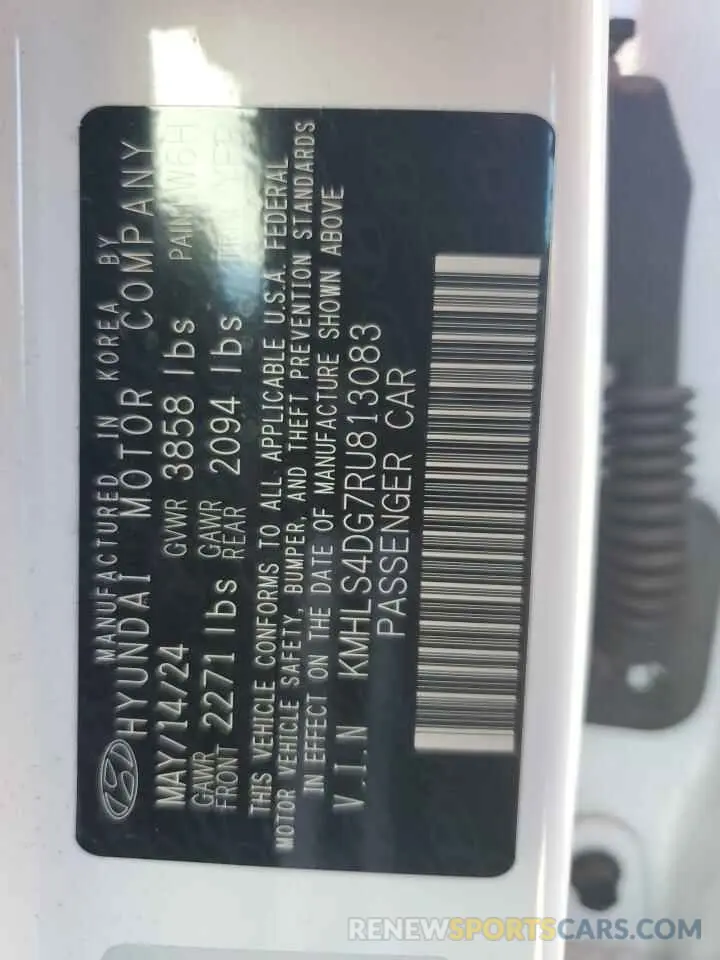 MANUFACTURED IN KOREA BY
HYUNDAI MOTOR COMPANY
MAY/14/24 GVWR 3858 lbs PAINT W6H
GAWR FRONT 2271 lbs GAWR REAR 2094 lbs
THIS VEHICLE CONFORMS TO ALL APPLICABLE U.S.A. FEDERAL
MOTOR VEHICLE SAFETY, BUMPER, AND THEFT PREVENTION STANDARDS
IN EFFECT ON THE DATE OF MANUFACTURE SHOWN ABOVE
V.I.N KMHLS4DG7RU813083
PASSENGER CAR
RENEWSPORTSCARS.COM